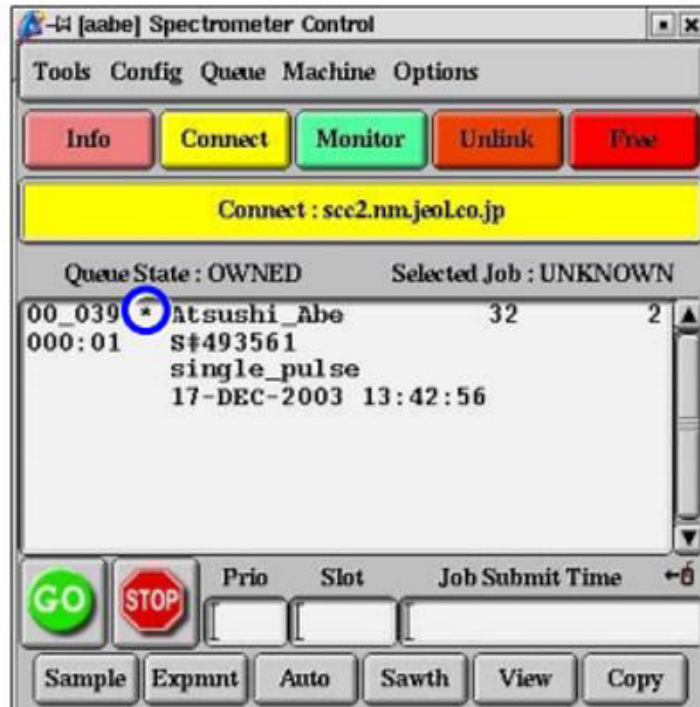 [aabe] Spectrometer Control
Tools Config Queue Machine Options
Info Connect Monitor Unlink Free
Connect : scc2.nm.jeol.co.jp
Queue State : OWNED Selected Job : UNKNOWN
00_039 * Atsushi_Abe 32 2
000:01 S#493561
single_pulse
17-DEC-2003 13:42:56
GO STOP Prio Slot Job Submit Time
Sample Expmnt Auto Sawth View Copy